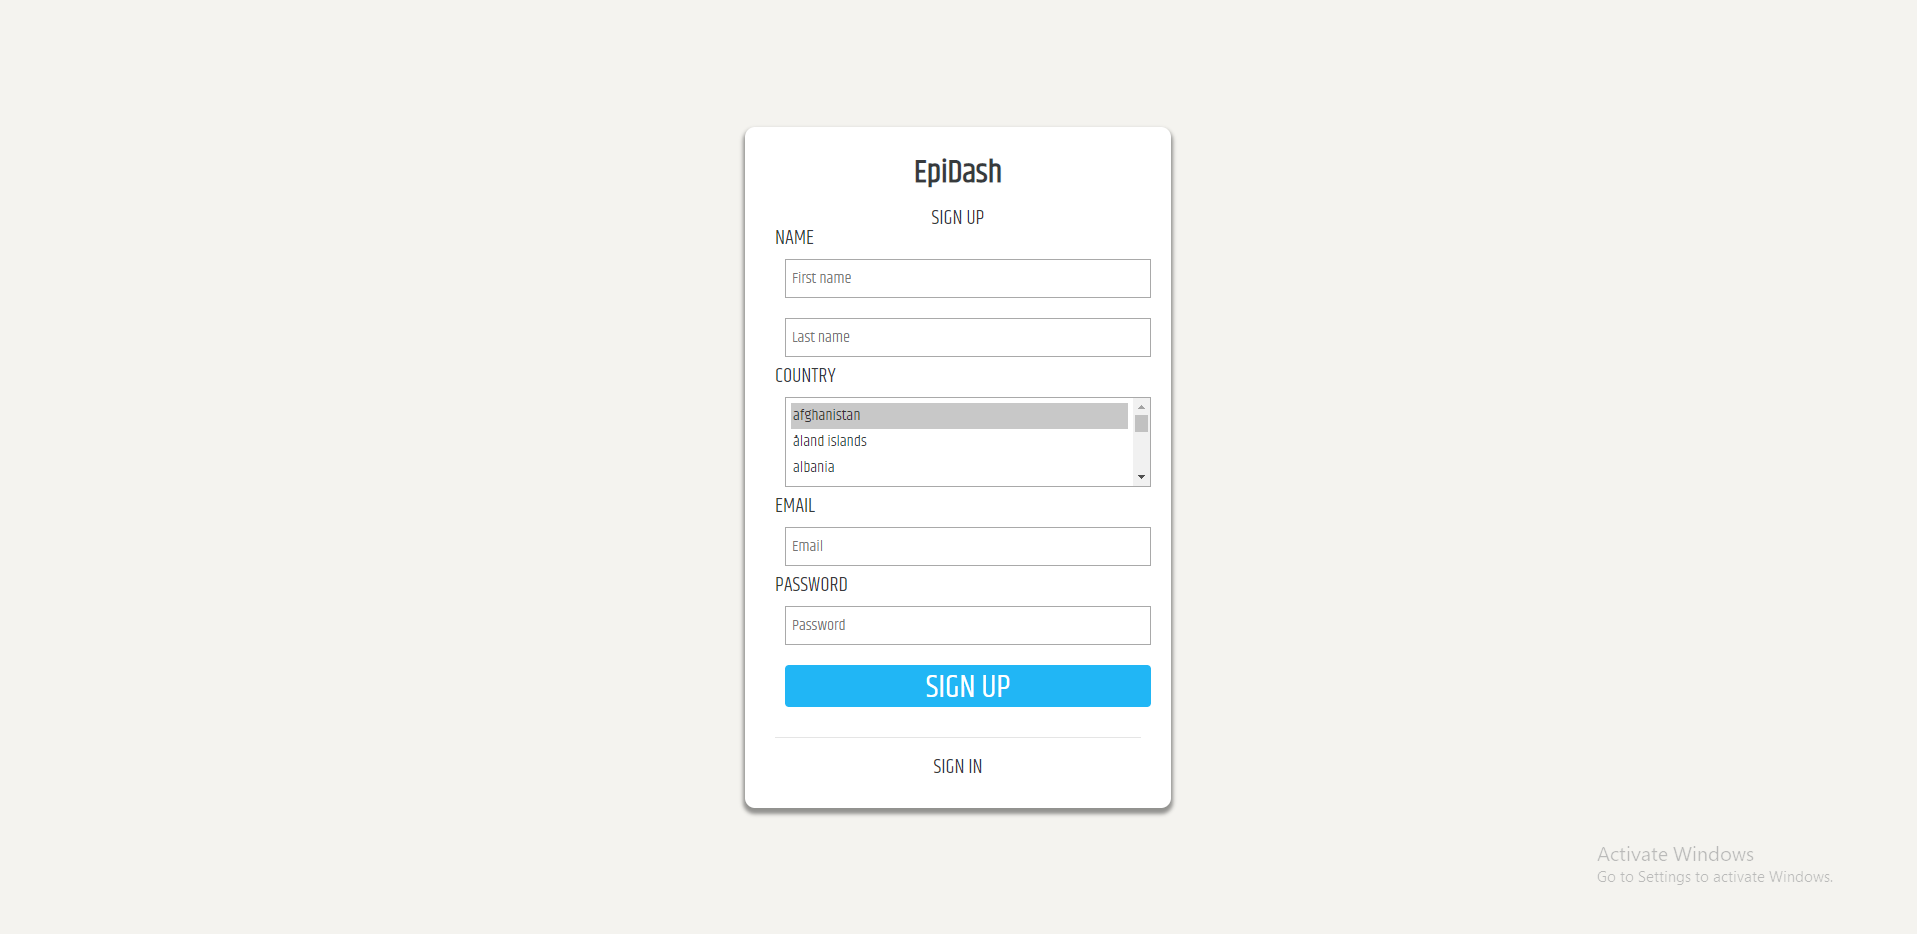 EpiDash
SIGN UP
NAME
First name
Last name
COUNTRY
afghanistan
åland islands
albania
EMAIL
Email
PASSWORD
Password
SIGN UP
SIGN IN
Activate Windows
Go to Settings to activate Windows.